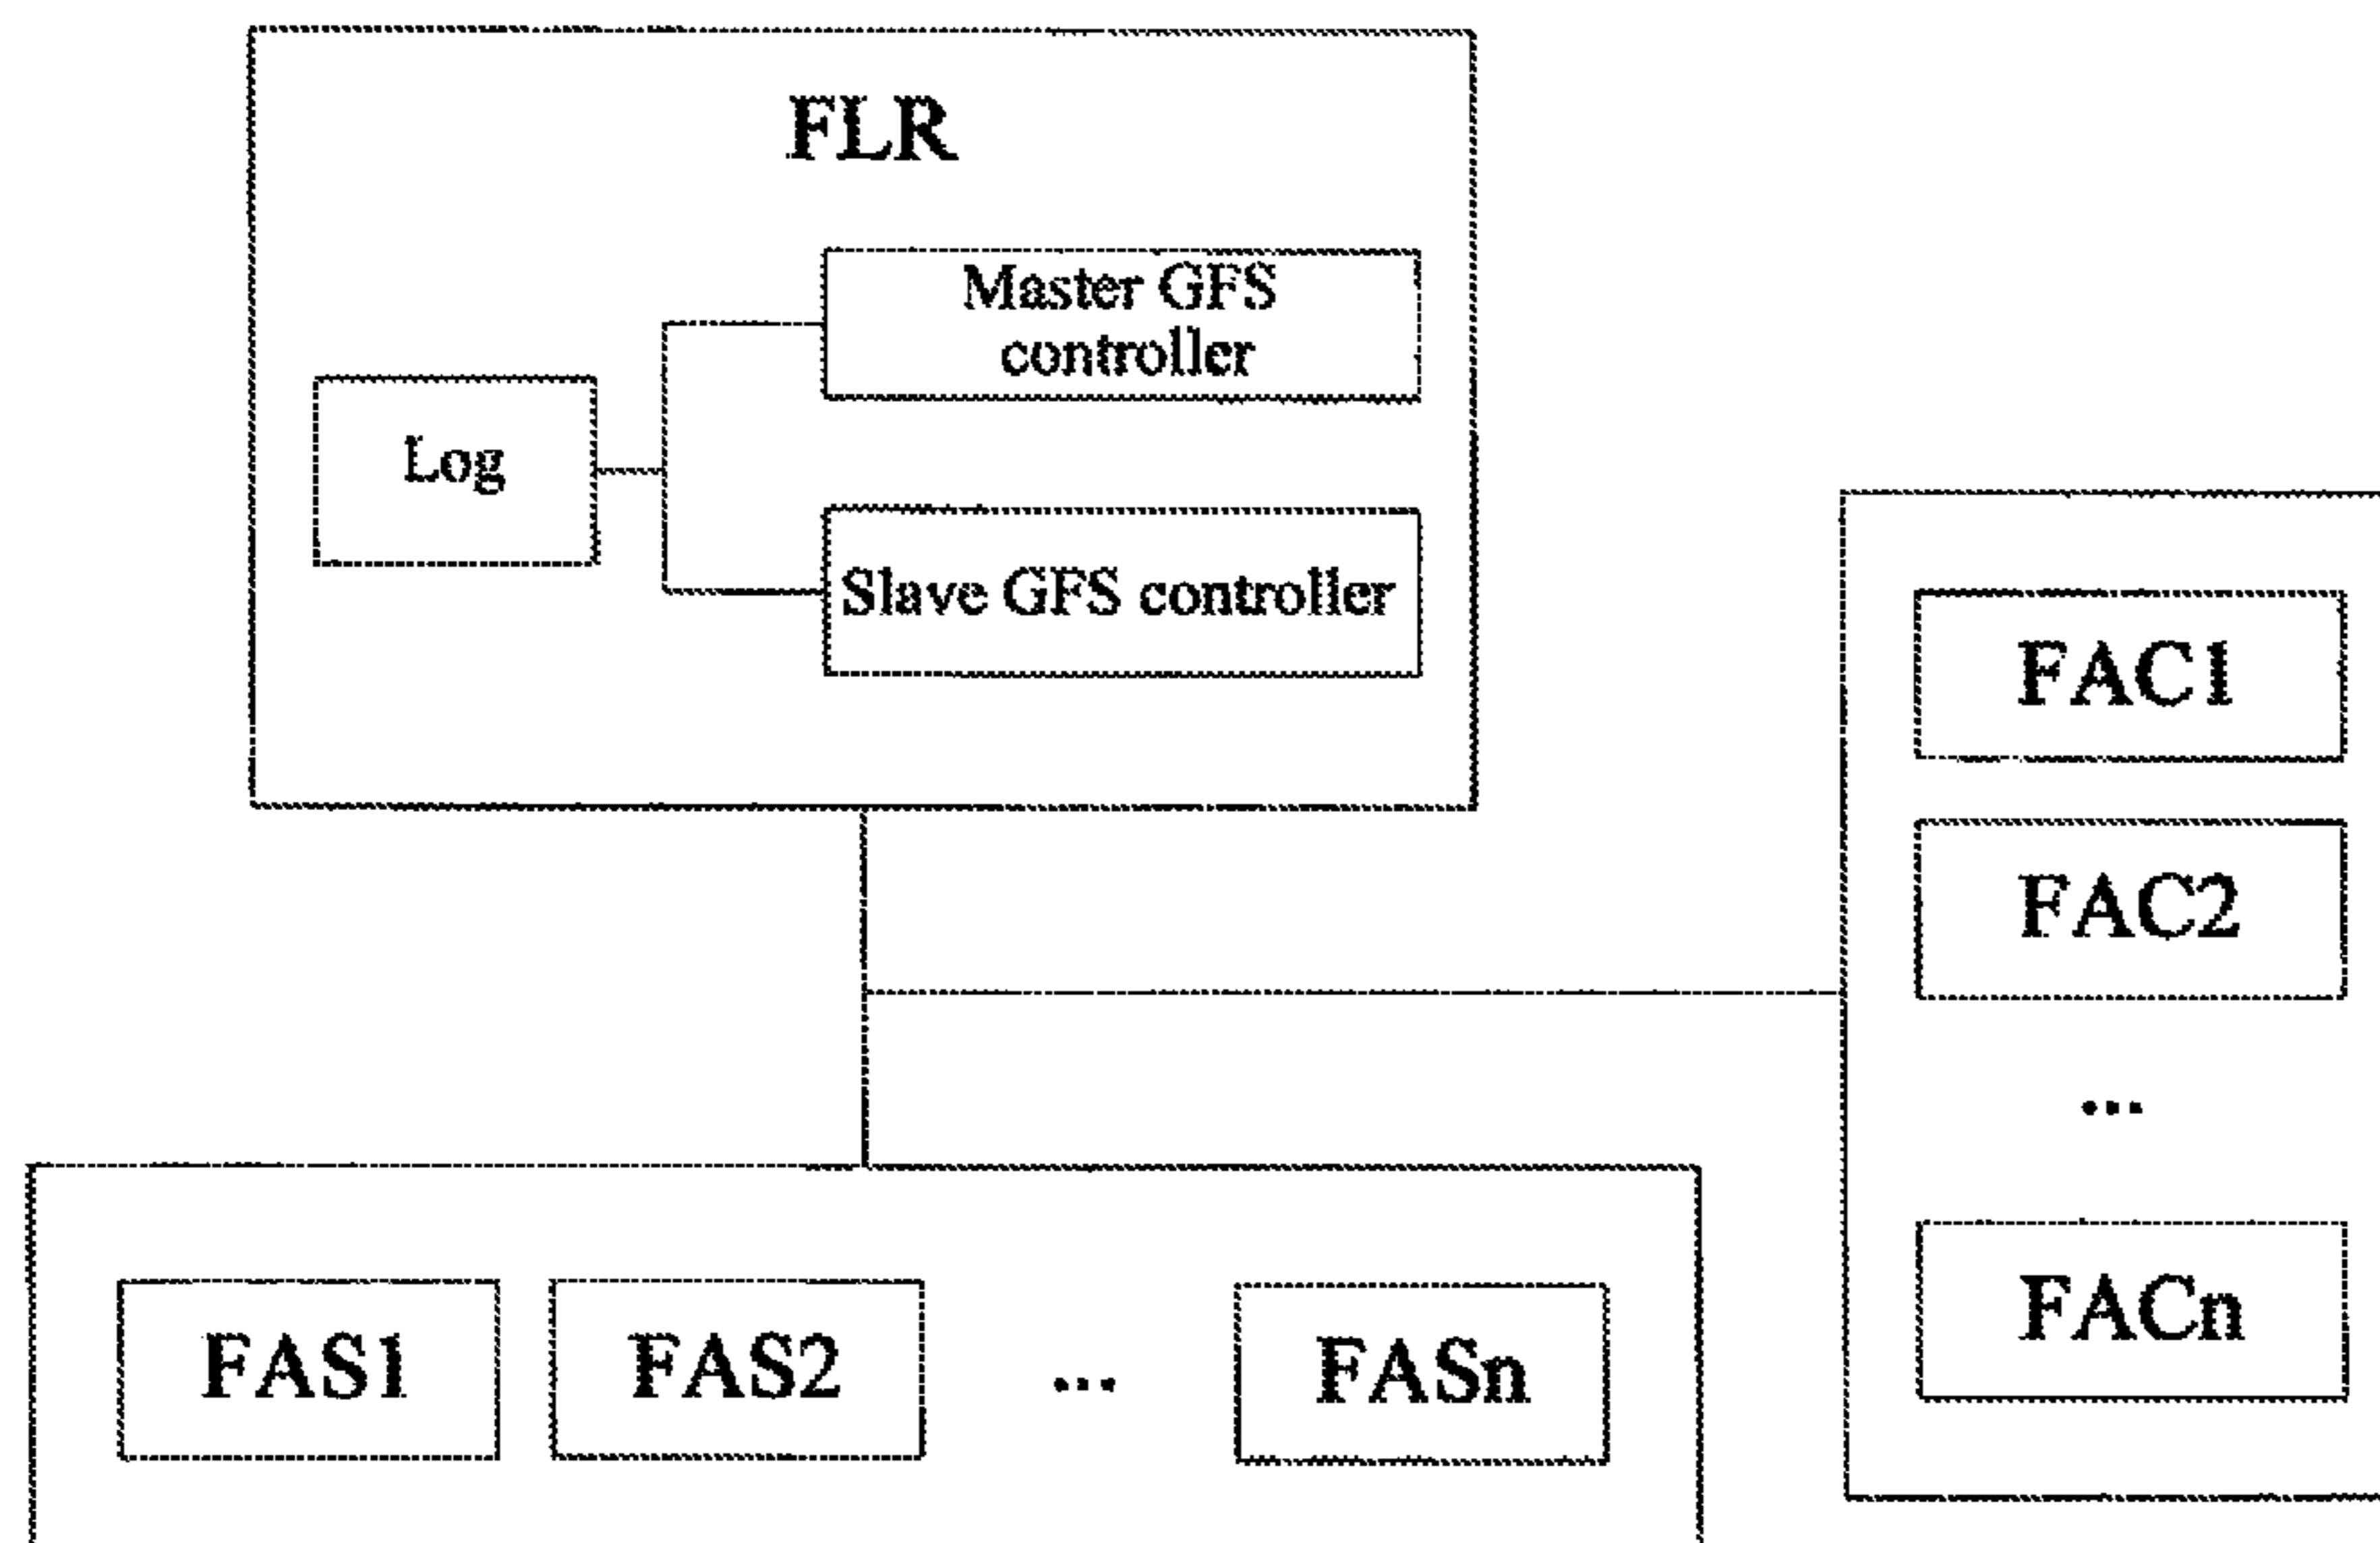 FLR
Master GFS
controller
Log
Slave GFS controller
FAC1
FAC2
...
FACn
FAS1 FAS2 ... FASn